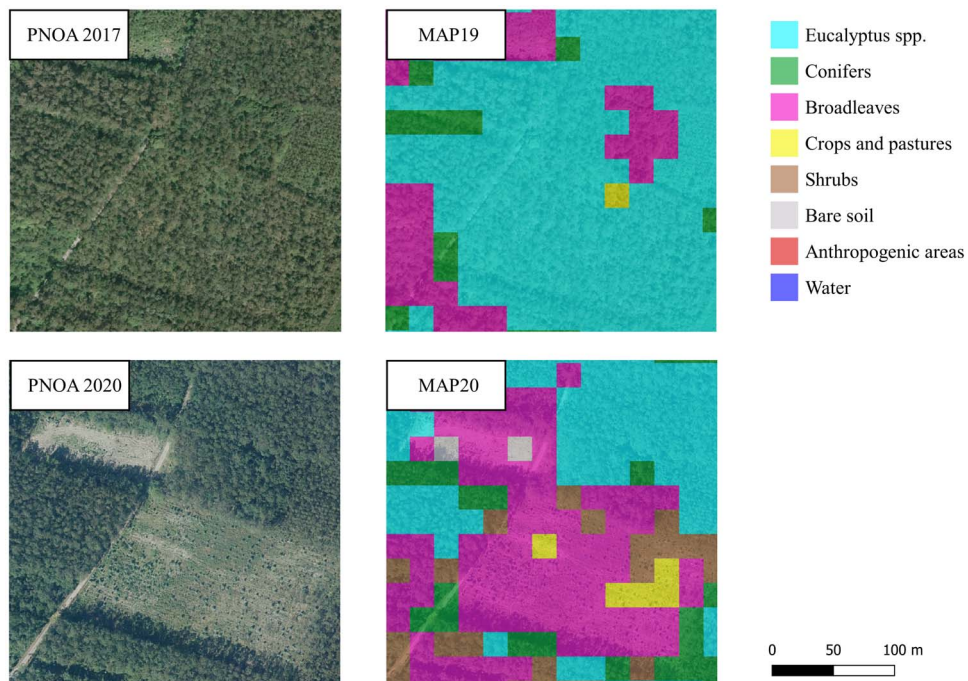 PNOA 2017
MAP19
Eucalyptus spp.
Conifers
Broadleaves
Crops and pastures
Shrubs
Bare soil
Anthropogenic areas
Water
PNOA 2020
MAP20
0 50 100 m